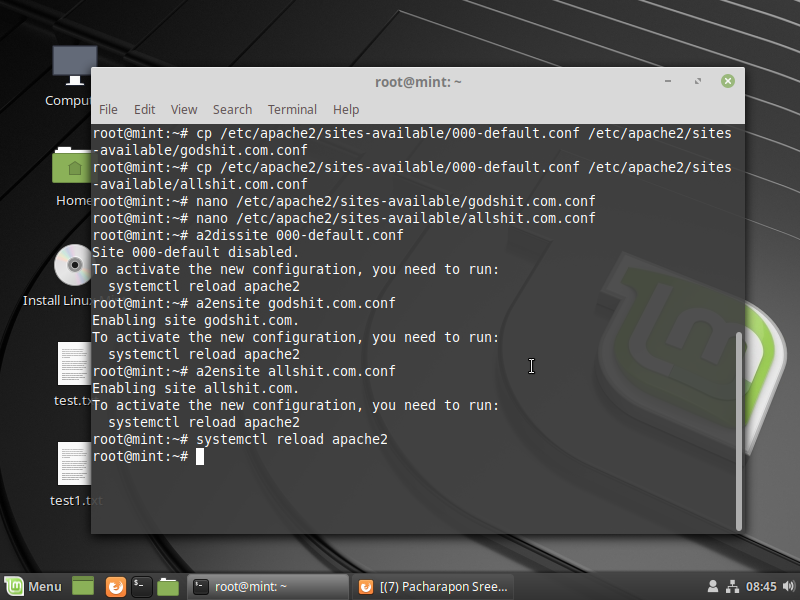 root@mint: ~
File Edit View Search Terminal Help
root@mint:~# cp /etc/apache2/sites-available/000-default.conf /etc/apache2/sites
-available/godshit.com.conf
root@mint:~# cp /etc/apache2/sites-available/000-default.conf /etc/apache2/sites
-available/allshit.com.conf
root@mint:~# nano /etc/apache2/sites-available/godshit.com.conf
root@mint:~# nano /etc/apache2/sites-available/allshit.com.conf
root@mint:~# a2dissite 000-default.conf
Site 000-default disabled.
To activate the new configuration, you need to run:
  systemctl reload apache2
root@mint:~# a2ensite godshit.com.conf
Enabling site godshit.com.
To activate the new configuration, you need to run:
  systemctl reload apache2
root@mint:~# a2ensite allshit.com.conf
Enabling site allshit.com.
To activate the new configuration, you need to run:
  systemctl reload apache2
root@mint:~# systemctl reload apache2
root@mint:~#
Comput
Home
Install Linu
test.tx
test1.txt
Menu
root@mint: ~
[(7) Pacharapon Sree...
08:45